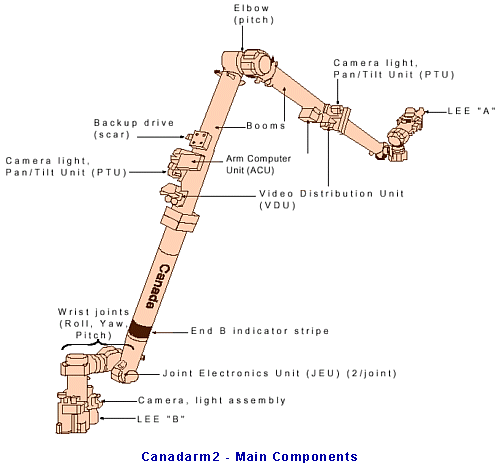 Elbow
(pitch)
Camera light,
Pan/Tilt Unit (PTU)
LEE "A"
Backup drive
(scar)
Booms
Camera light,
Pan/Tilt Unit (PTU)
Arm Computer
Unit (ACU)
Video Distribution Unit
(VDU)
Canada
Wrist joints
(Roll, Yaw,
Pitch)
End B indicator stripe
Joint Electronics Unit (JEU) (2/joint)
Camera, light assembly
LEE "B"
Canadarm2 - Main Components